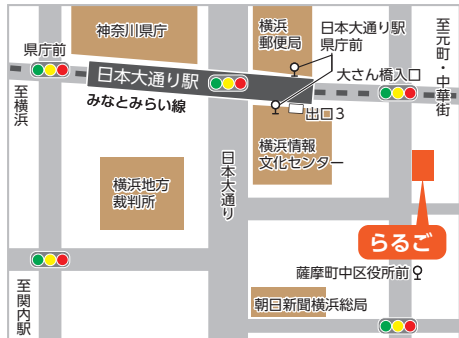 神奈川県庁
横浜
郵便局
日本大通り駅
県庁前
至元町・中華街
県庁前
日本大通り駅
大さん橋入口
みなとみらい線
出口3
至横浜
横浜情報
文化センター
日本大通り
横浜地方
裁判所
らるご
薩摩町中区役所前
至関内駅
朝日新聞横浜総局